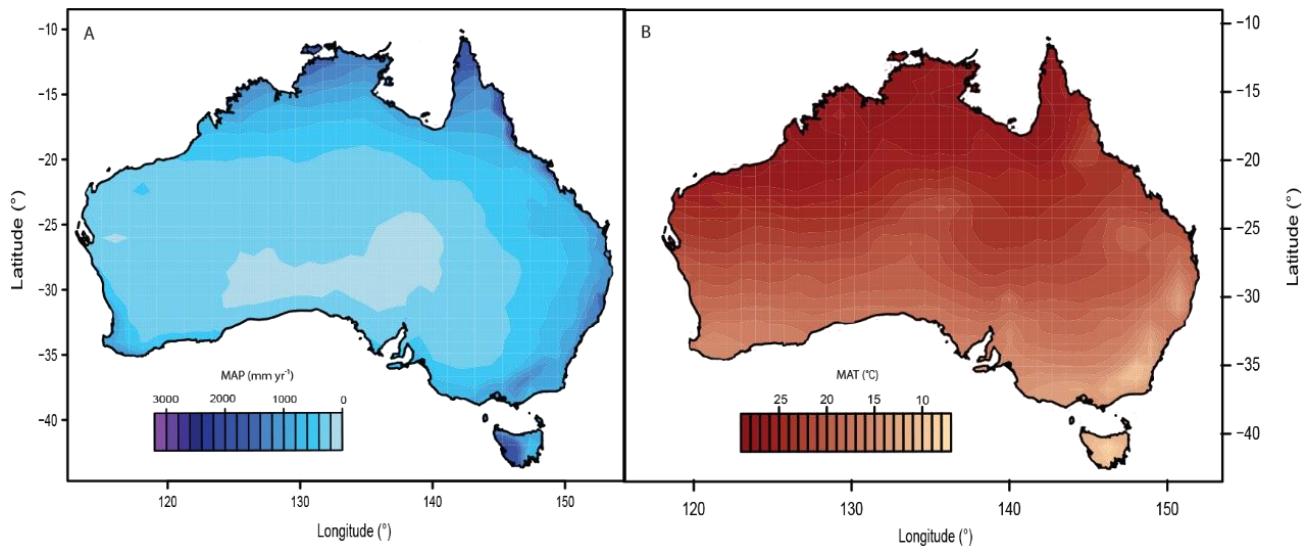 A
−10
−15
−20
−25
−30
−35
−40
Latitude (°)
MAP (mm yr-1)
3000 2000 1000 0
120 130 140 150
Longitude (°)
B
−10
−15
−20
−25
−30
−35
−40
Latitude (°)
MAT (°C)
25 20 15 10
120 130 140 150
Longitude (°)